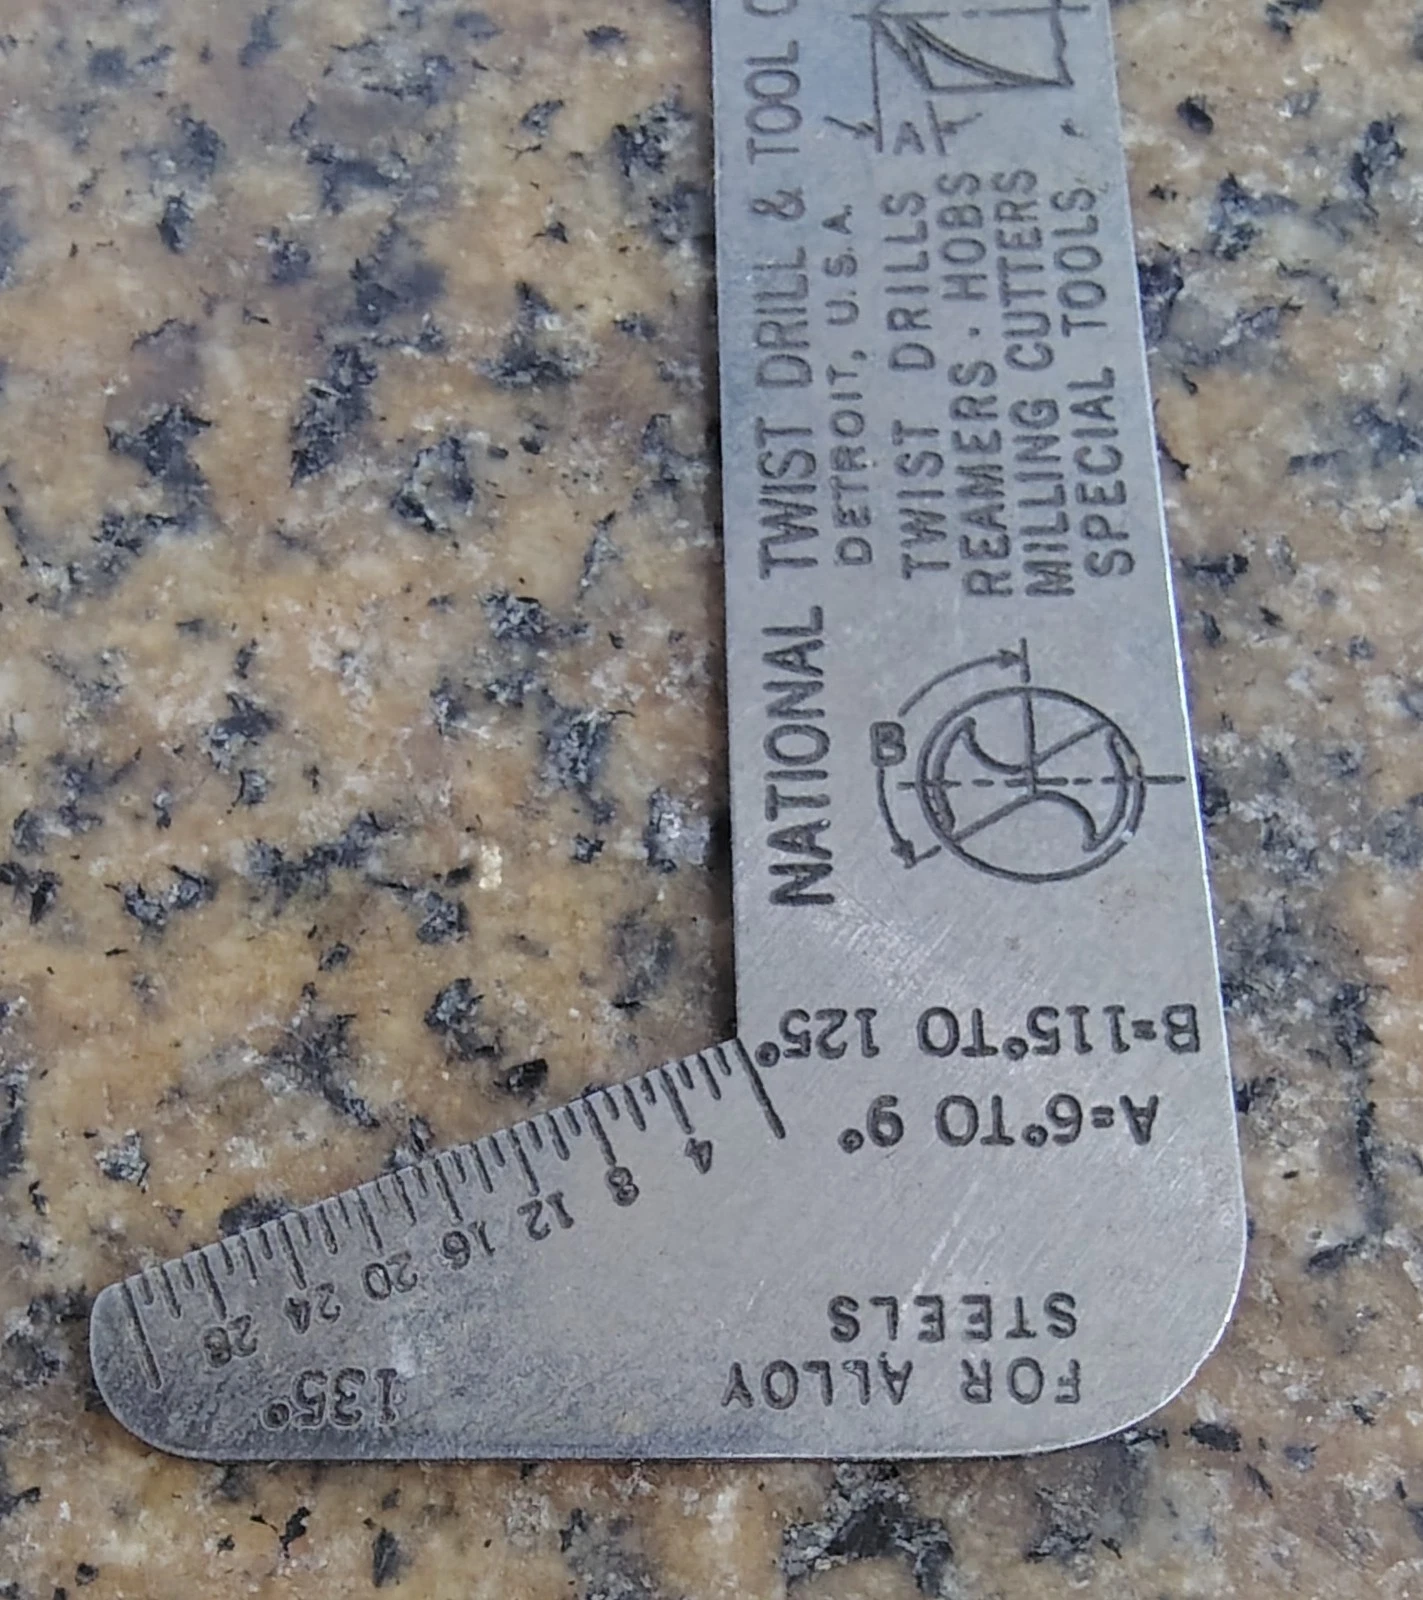 NATIONAL TWIST DRILL & TOOL
DETROIT, U.S.A.
TWIST DRILLS
REAMERS. HOBS
MILLING CUTTERS
SPECIAL TOOLS
A
B
FOR ALLOY
STEELS
A=6° TO 9°
B=115° TO 125°
135°
4 8 12 16 20 24 28